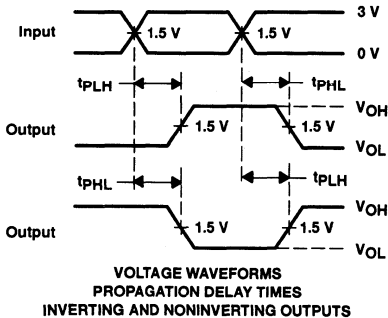 3 V
Input
1.5 V
1.5 V
0 V
tPLH
tPHL
VOH
Output
1.5 V
1.5 V
VOL
tPHL
tPLH
VOH
Output
1.5 V
1.5 V
VOL
VOLTAGE WAVEFORMS
PROPAGATION DELAY TIMES
INVERTING AND NONINVERTING OUTPUTS